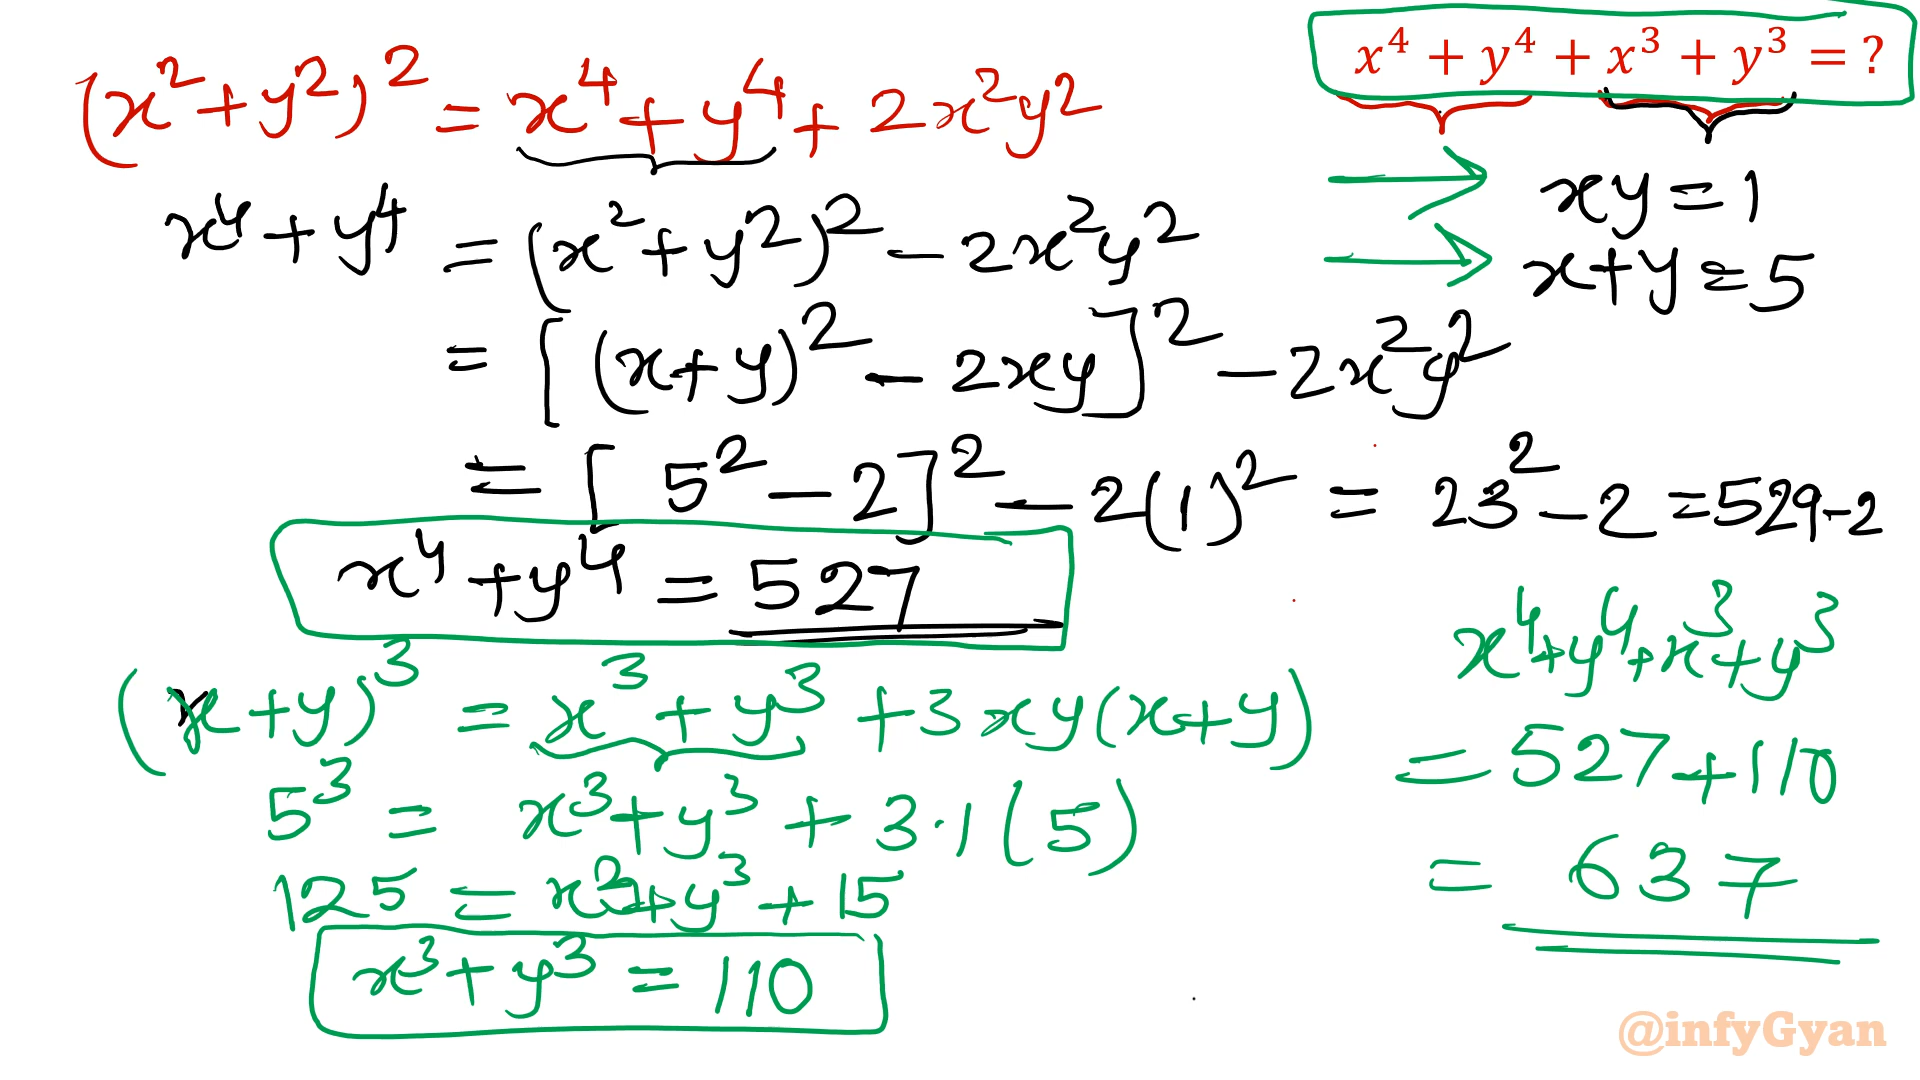 x⁴ + y⁴ + x³ + y³ = ?
(x²+y²)² = x⁴+y⁴+2x²y²
xy=1
x⁴+y⁴ = (x²+y²)²-2x²y²
x+y=5
= [(x+y)²-2xy]²-2x²y²
= [5²-2]²-2(1)² = 23²-2=529-2
x⁴+y⁴=527
(x+y)³ = x³+y³+3xy(x+y)
5³ = x³+y³+3·1(5)
125=x³+y³+15
x³+y³=110
x⁴+y⁴+x³+y³
=527+110
= 637
@infyGyan